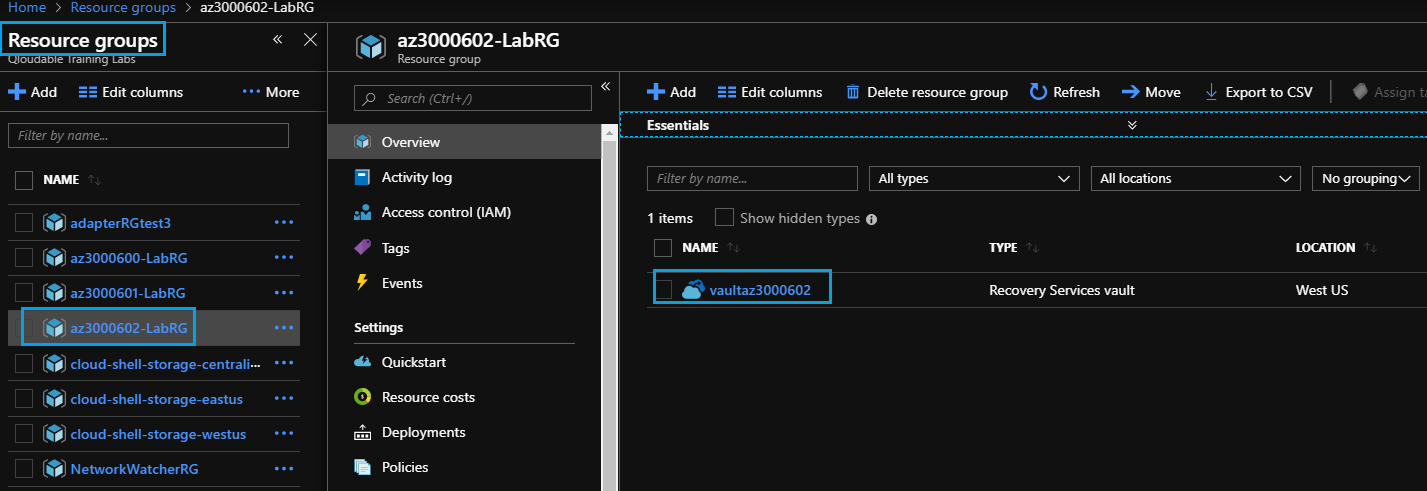 Home > Resource groups > az3000602-LabRG
Resource groups
Qloudable Training Labs
Add Edit columns More
Filter by name...
NAME
adapterRGtest3
az3000600-LabRG
az3000601-LabRG
az3000602-LabRG
cloud-shell-storage-centrali...
cloud-shell-storage-eastus
cloud-shell-storage-westus
NetworkWatcherRG
az3000602-LabRG
Resource group
Search (Ctrl+/)
Overview
Activity log
Access control (IAM)
Tags
Events
Settings
Quickstart
Resource costs
Deployments
Policies
Add Edit columns Delete resource group Refresh Move Export to CSV Assign ta
Essentials
Filter by name... All types All locations No grouping
1 items Show hidden types
NAME TYPE LOCATION
vaultaz3000602 Recovery Services vault West US